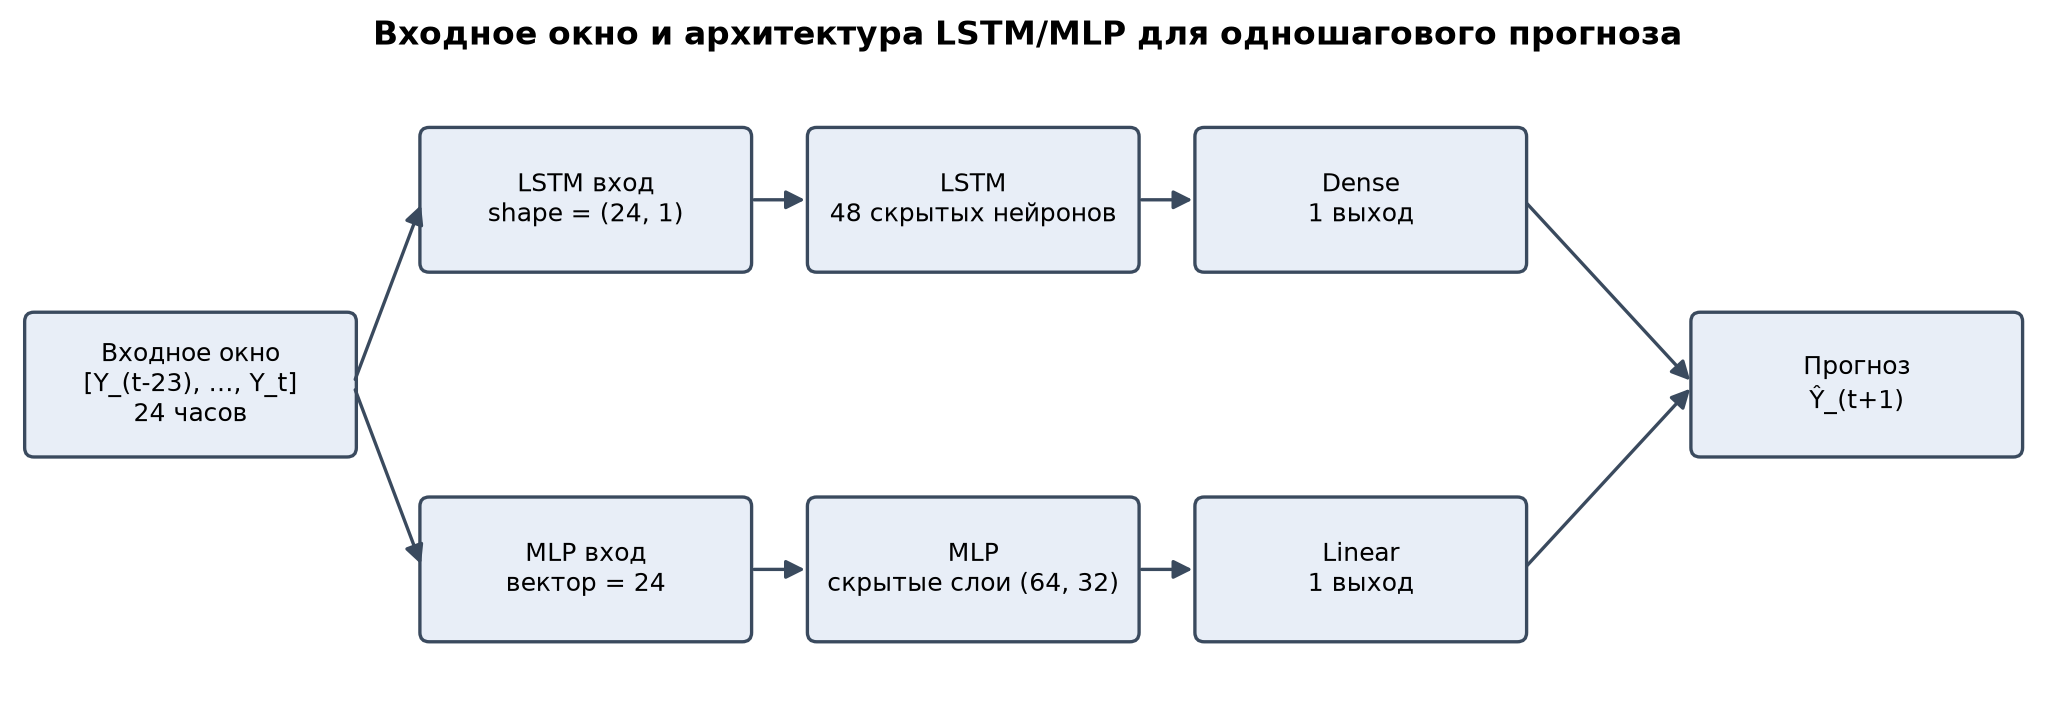 Входное окно и архитектура LSTM/MLP для одношагового прогноза
LSTM вход
shape = (24, 1)
LSTM
48 скрытых нейронов
Dense
1 выход
Входное окно
[Y_(t-23), ..., Y_t]
24 часов
Прогноз
Ŷ_(t+1)
MLP вход
вектор = 24
MLP
скрытые слои (64, 32)
Linear
1 выход